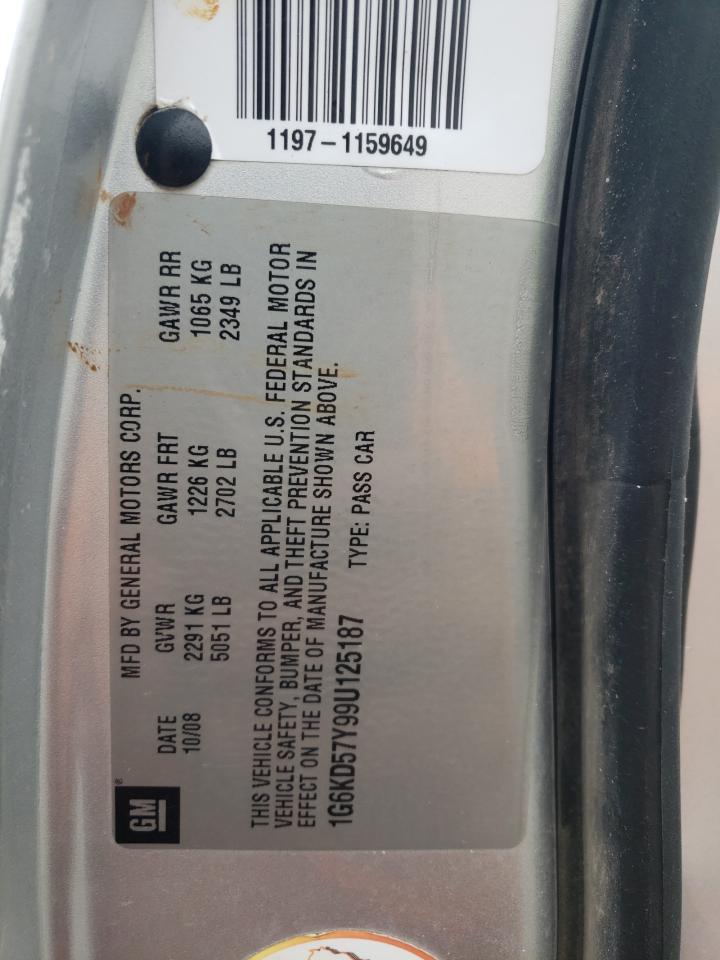 1197-1159649
MFD BY GENERAL MOTORS CORP.
DATE GVWR GAWR FRT GAWR RR
10/08 2291 KG 1226 KG 1065 KG
5051 LB 2702 LB 2349 LB
THIS VEHICLE CONFORMS TO ALL APPLICABLE U.S. FEDERAL MOTOR
VEHICLE SAFETY, BUMPER, AND THEFT PREVENTION STANDARDS IN
EFFECT ON THE DATE OF MANUFACTURE SHOWN ABOVE.
1G6KD57Y99U125187 TYPE: PASS CAR
GM®